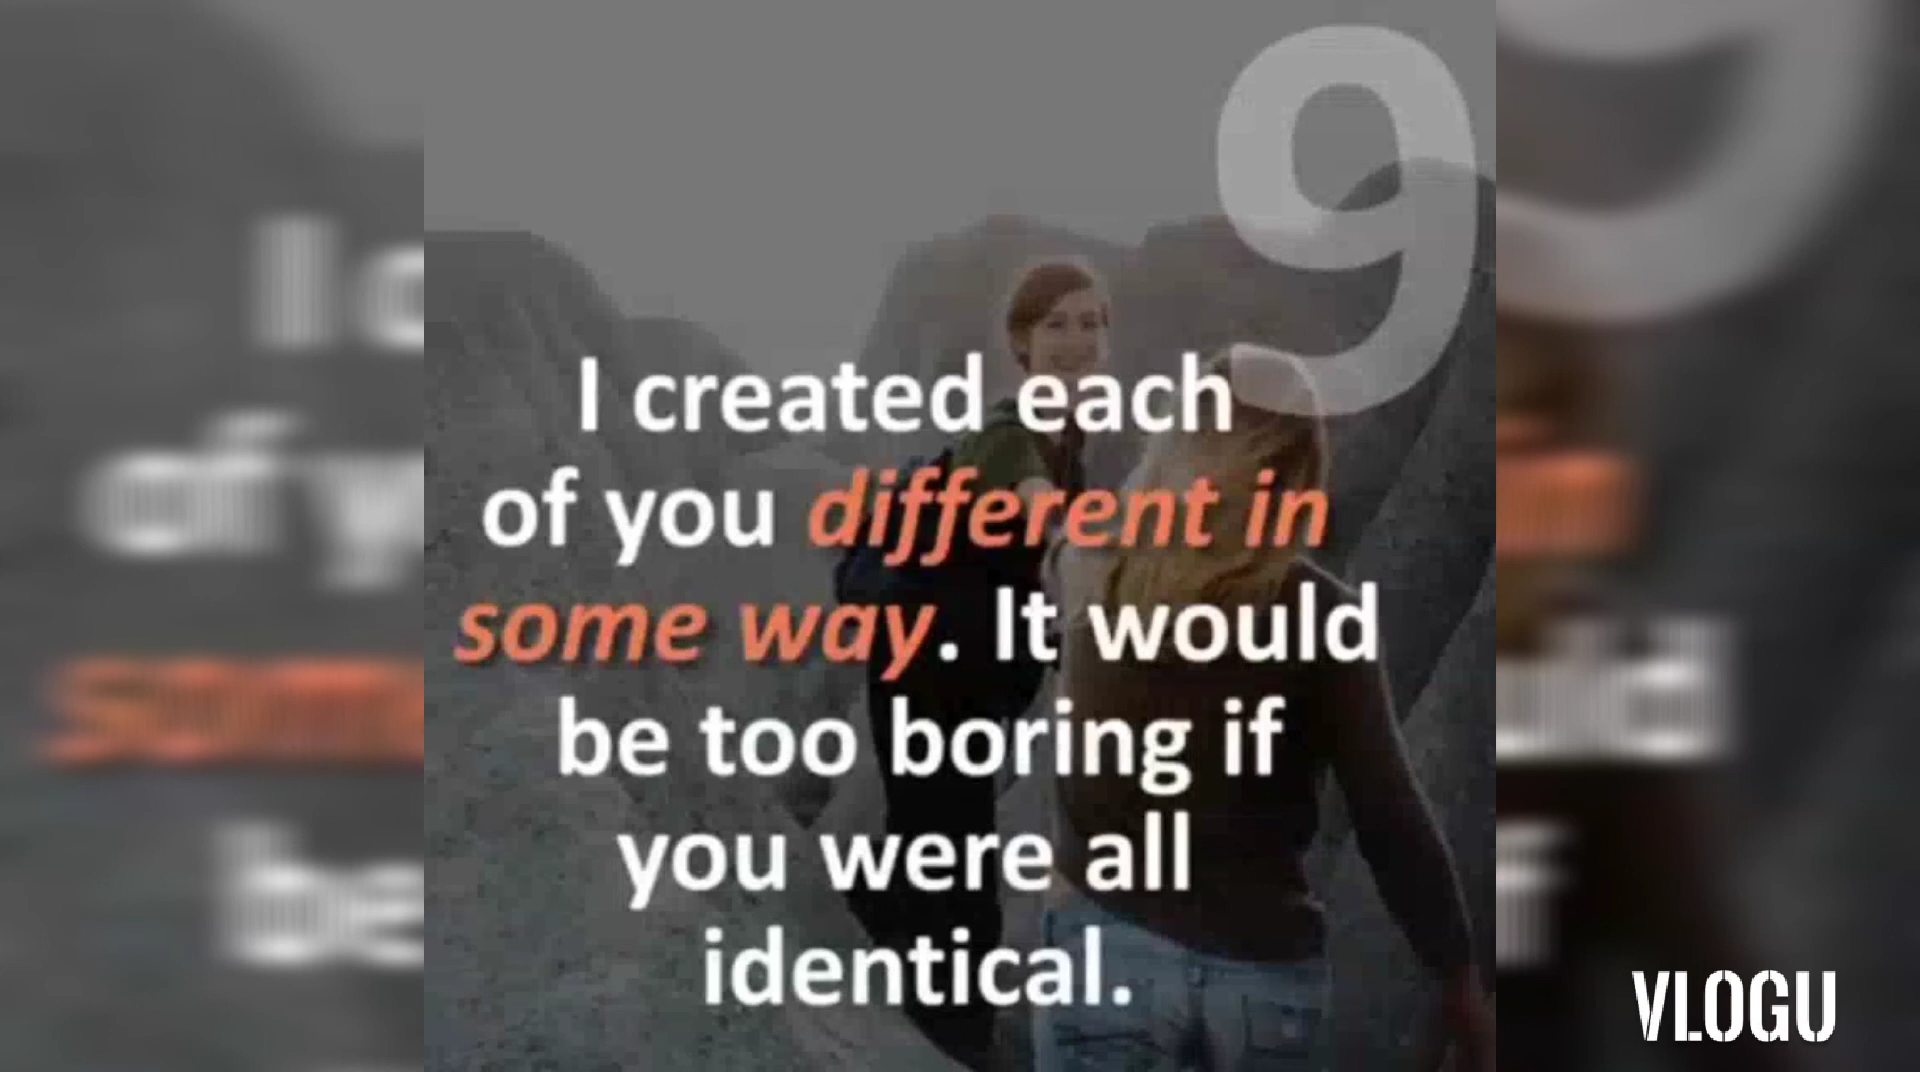 9
I created each
of you different in
some way. It would
be too boring if
you were all
identical.
VLOGU